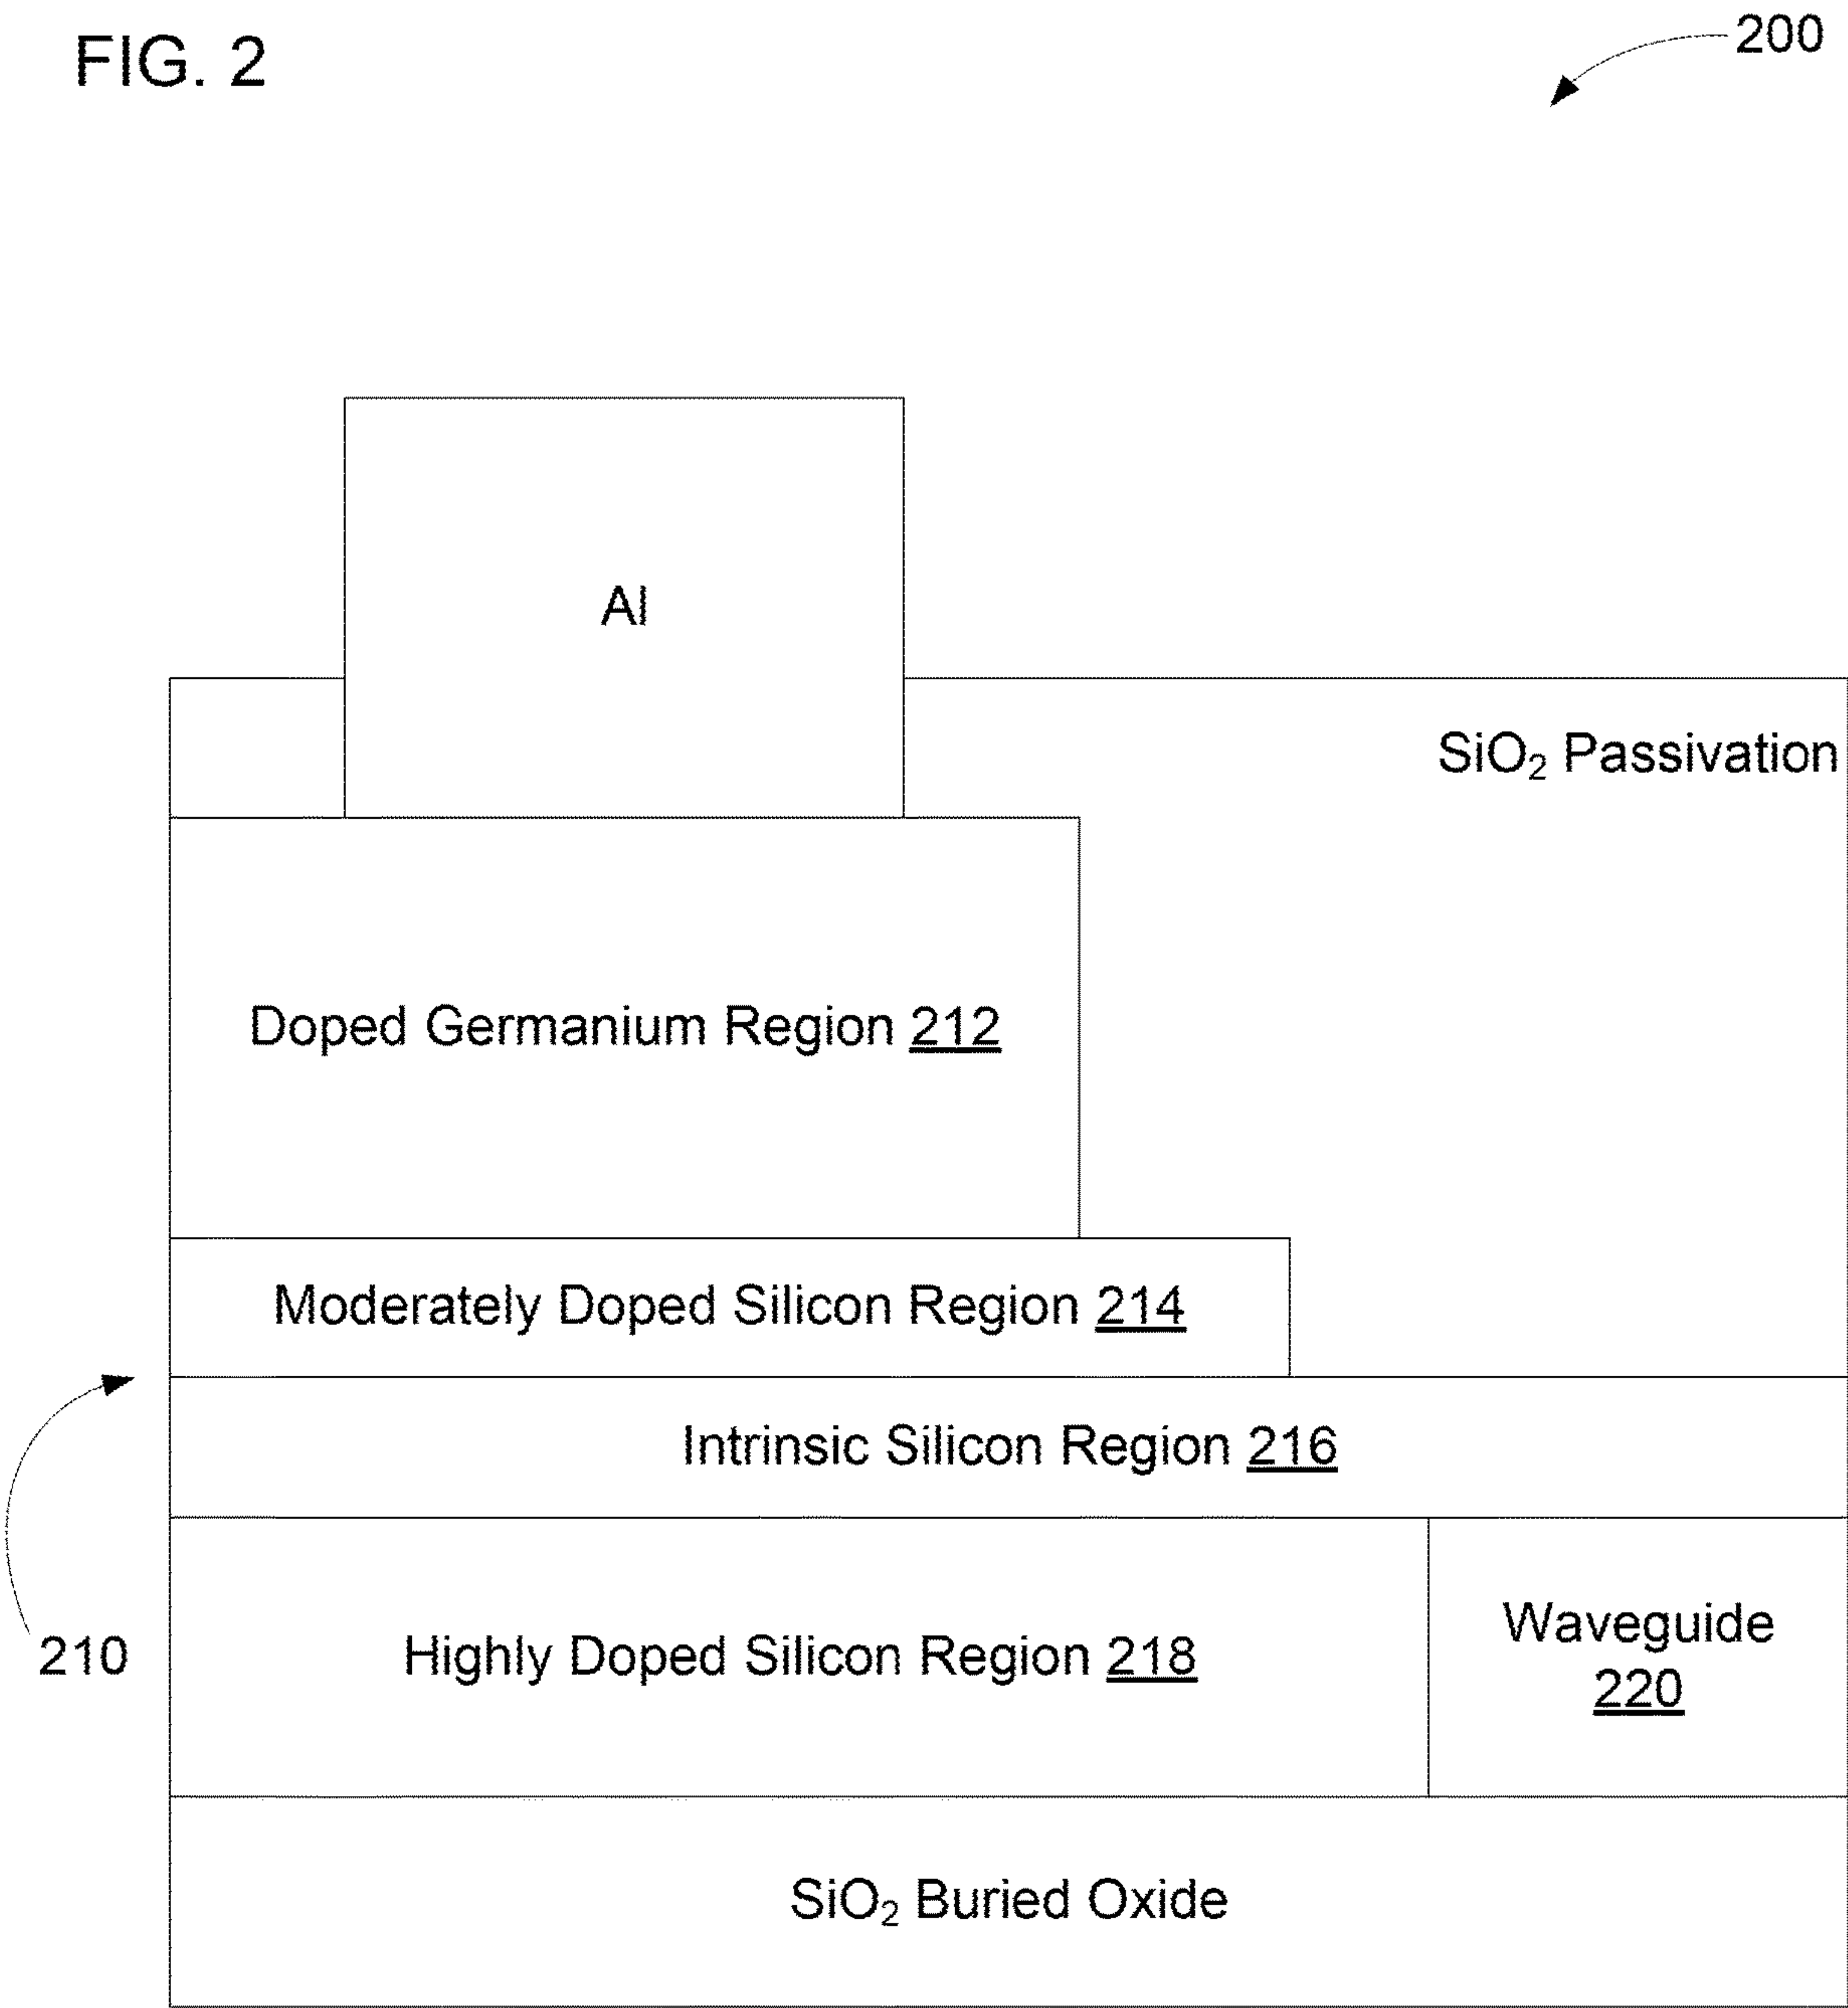 FIG. 2
200
Al
SiO₂ Passivation
Doped Germanium Region 212
Moderately Doped Silicon Region 214
Intrinsic Silicon Region 216
210
Highly Doped Silicon Region 218
Waveguide
220
SiO₂ Buried Oxide